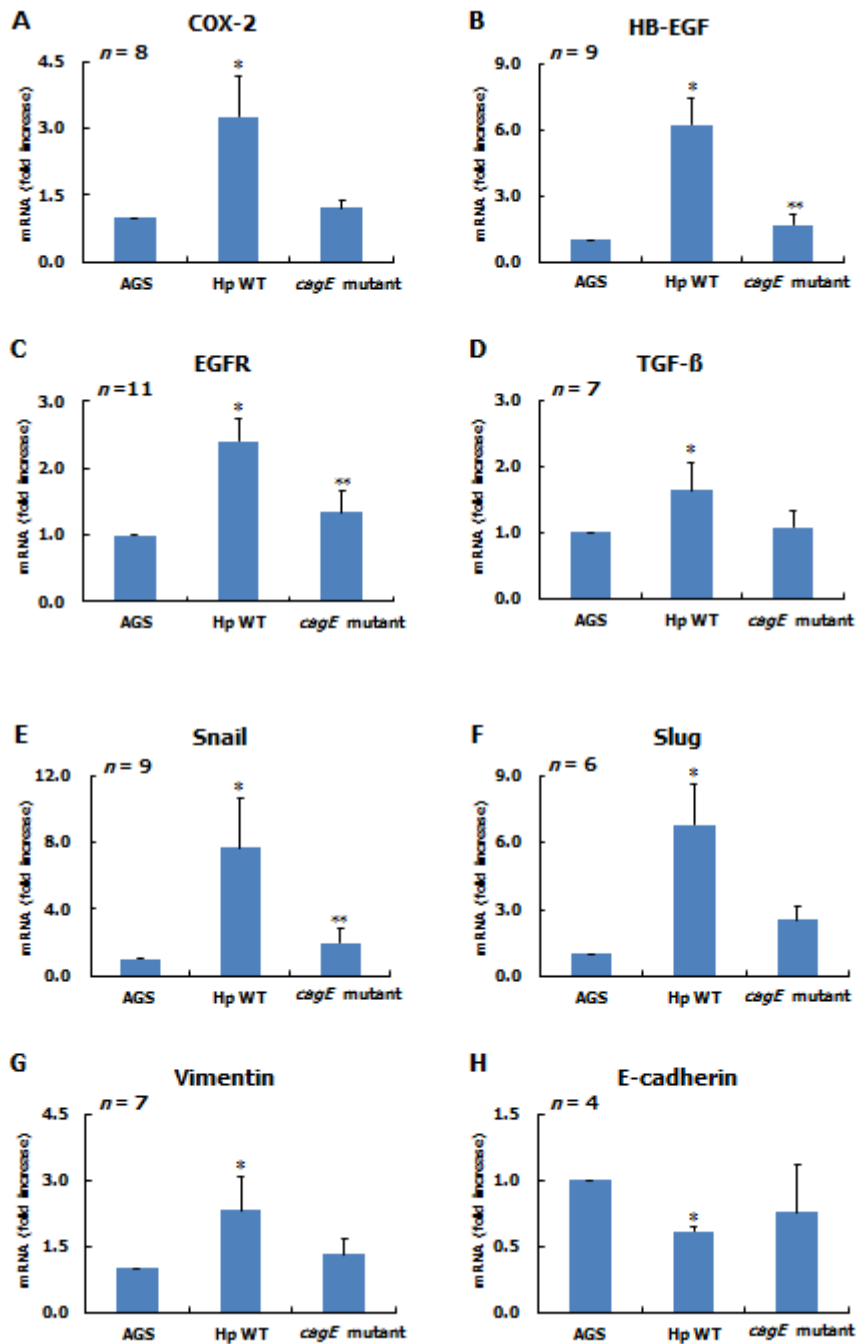 A
COX-2
n = 8
mRNA (fold increase)
4.5
3.0
1.5
0.0
*
AGS
Hp WT
cagE mutant
B
HB-EGF
n = 9
mRNA (fold increase)
9.0
6.0
3.0
0.0
*
**
AGS
Hp WT
cagE mutant
C
EGFR
n =11
mRNA (fold increase)
3.0
2.0
1.0
0.0
*
**
AGS
Hp WT
cagE mutant
D
TGF-ß
n = 7
mRNA (fold increase)
3.0
2.0
1.0
0.0
*
AGS
Hp WT
cagE mutant
E
Snail
n = 9
mRNA (fold increase)
12.0
8.0
4.0
0.0
*
**
AGS
Hp WT
cagE mutant
F
Slug
n = 6
mRNA (fold increase)
9.0
6.0
3.0
0.0
*
AGS
Hp WT
cagE mutant
G
Vimentin
n = 7
mRNA (fold increase)
4.5
3.0
1.5
0.0
*
AGS
Hp WT
cagE mutant
H
E-cadherin
n = 4
mRNA (fold increase)
1.5
1.0
0.5
0.0
*
AGS
Hp WT
cagE mutant